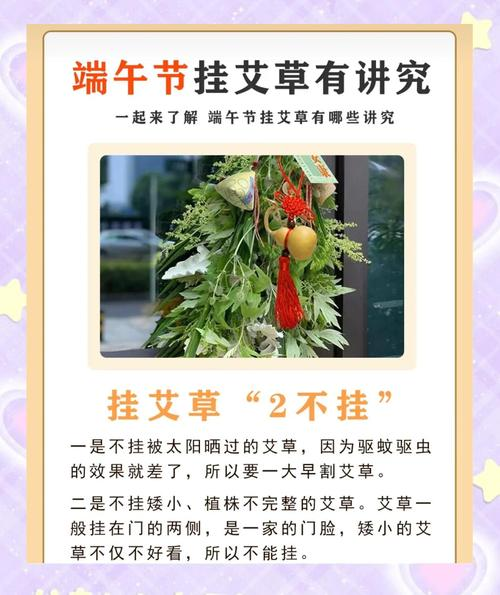 端午节挂艾草有讲究
一起来了解 端午节挂艾草有哪些讲究
挂艾草“2不挂”
一是不挂被太阳晒过的艾草，因为驱蚊驱虫
的效果就差了，所以要一大早割艾草。
二是不挂矮小、植株不完整的艾草。艾草一
般挂在门的两侧，是一家的门脸，矮小的艾
草不仅不好看，所以不能挂。